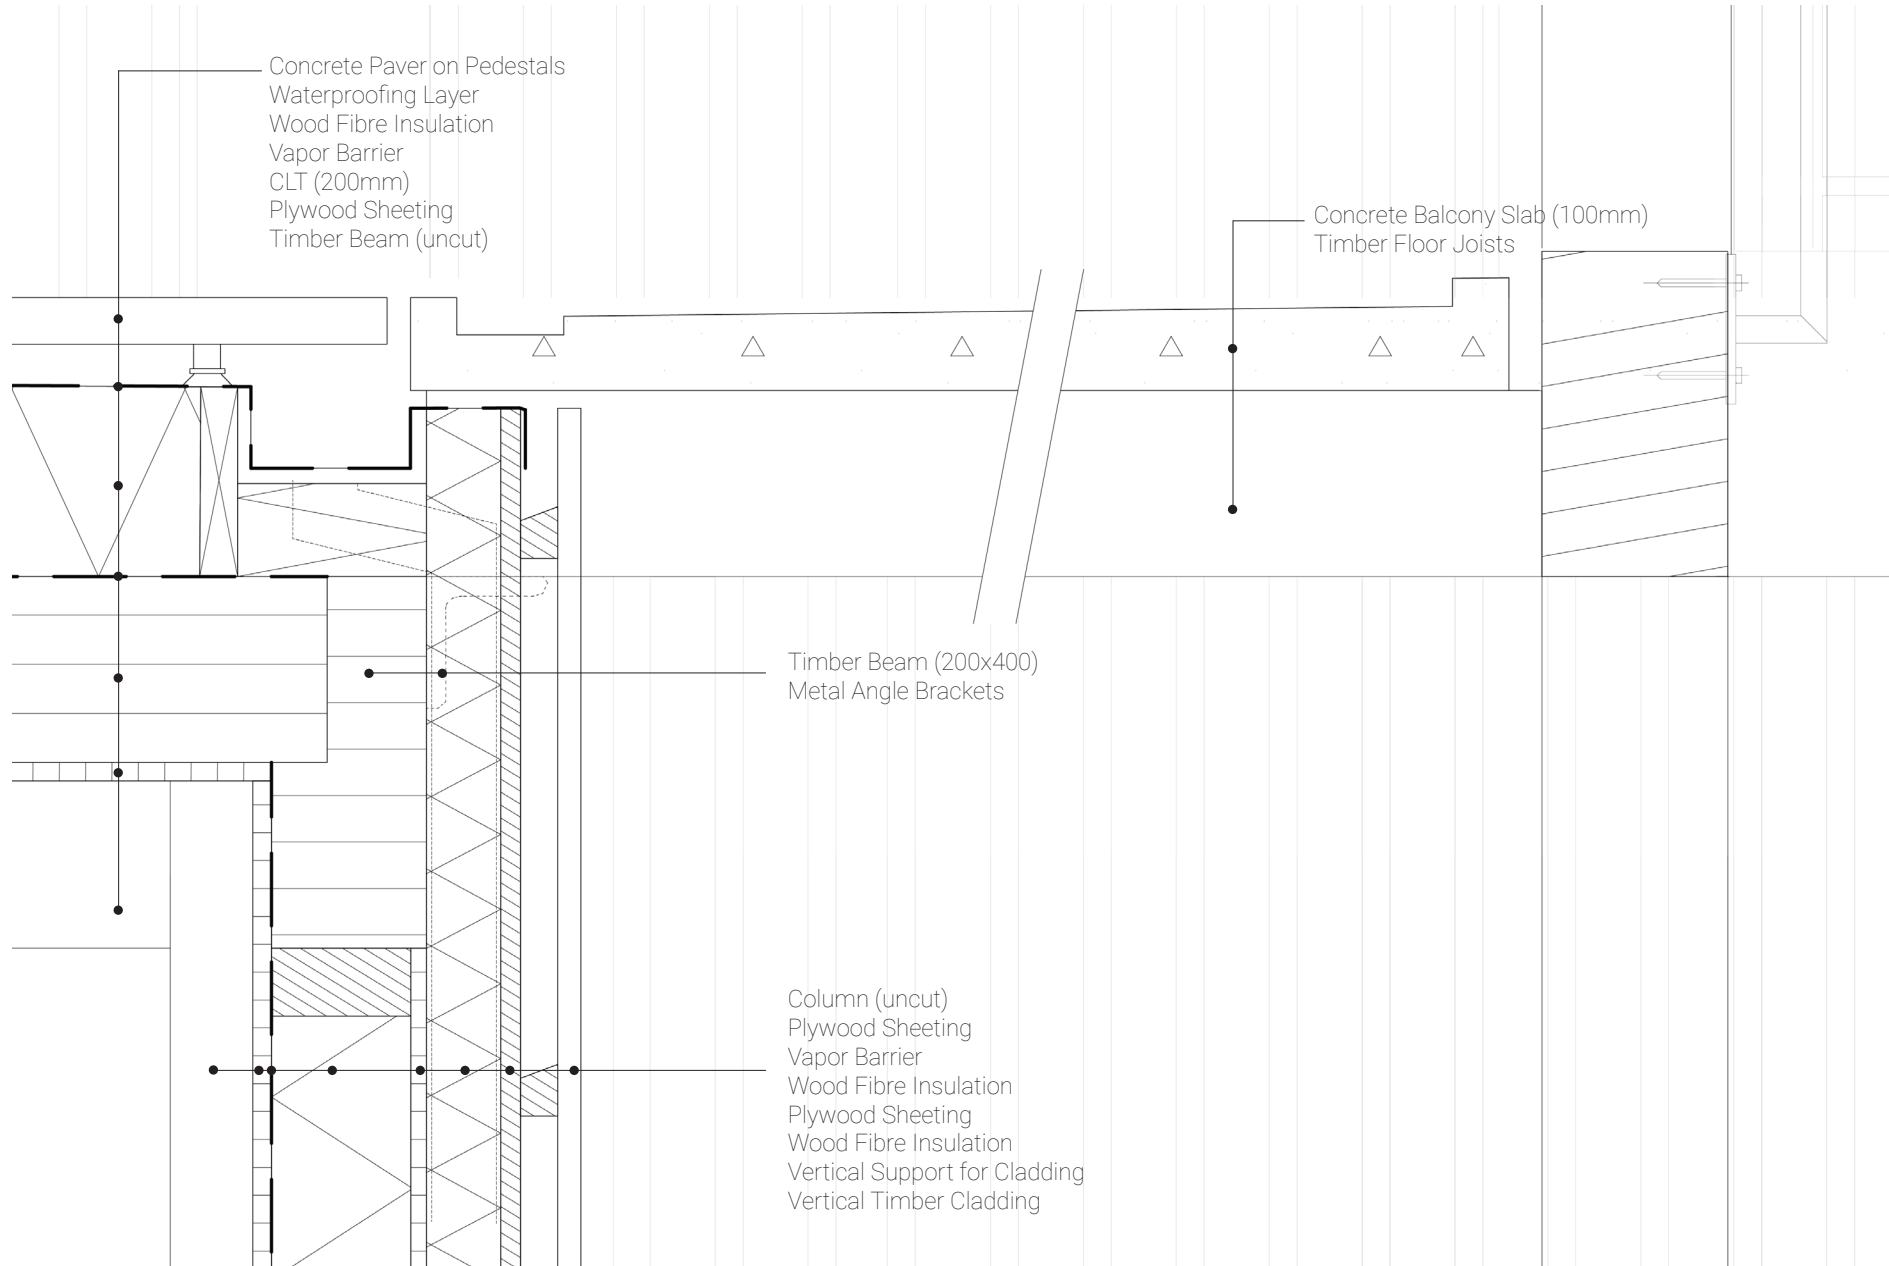 Concrete Paver on Pedestals
Waterproofing Layer
Wood Fibre Insulation
Vapor Barrier
CLT (200mm)
Plywood Sheeting
Timber Beam (uncut)
Concrete Balcony Slab (100mm)
Timber Floor Joists
Timber Beam (200x400)
Metal Angle Brackets
Column (uncut)
Plywood Sheeting
Vapor Barrier
Wood Fibre Insulation
Plywood Sheeting
Wood Fibre Insulation
Vertical Support for Cladding
Vertical Timber Cladding